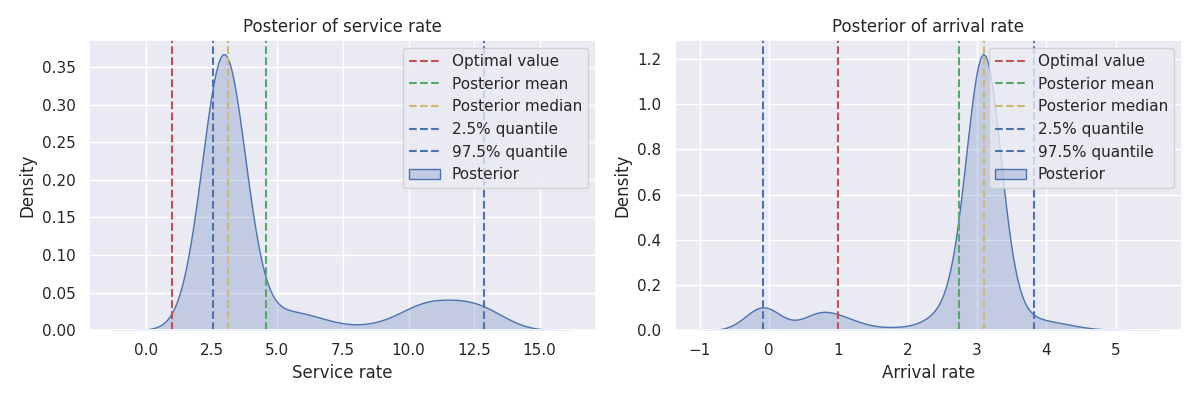 Posterior of service rate
0.35
0.30
0.25
0.20
0.15
0.10
0.05
0.00
Density
0.0 2.5 5.0 7.5 10.0 12.5 15.0
Service rate
Optimal value
Posterior mean
Posterior median
2.5% quantile
97.5% quantile
Posterior
Posterior of arrival rate
1.2
1.0
0.8
0.6
0.4
0.2
0.0
Density
−1 0 1 2 3 4 5
Arrival rate
Optimal value
Posterior mean
Posterior median
2.5% quantile
97.5% quantile
Posterior